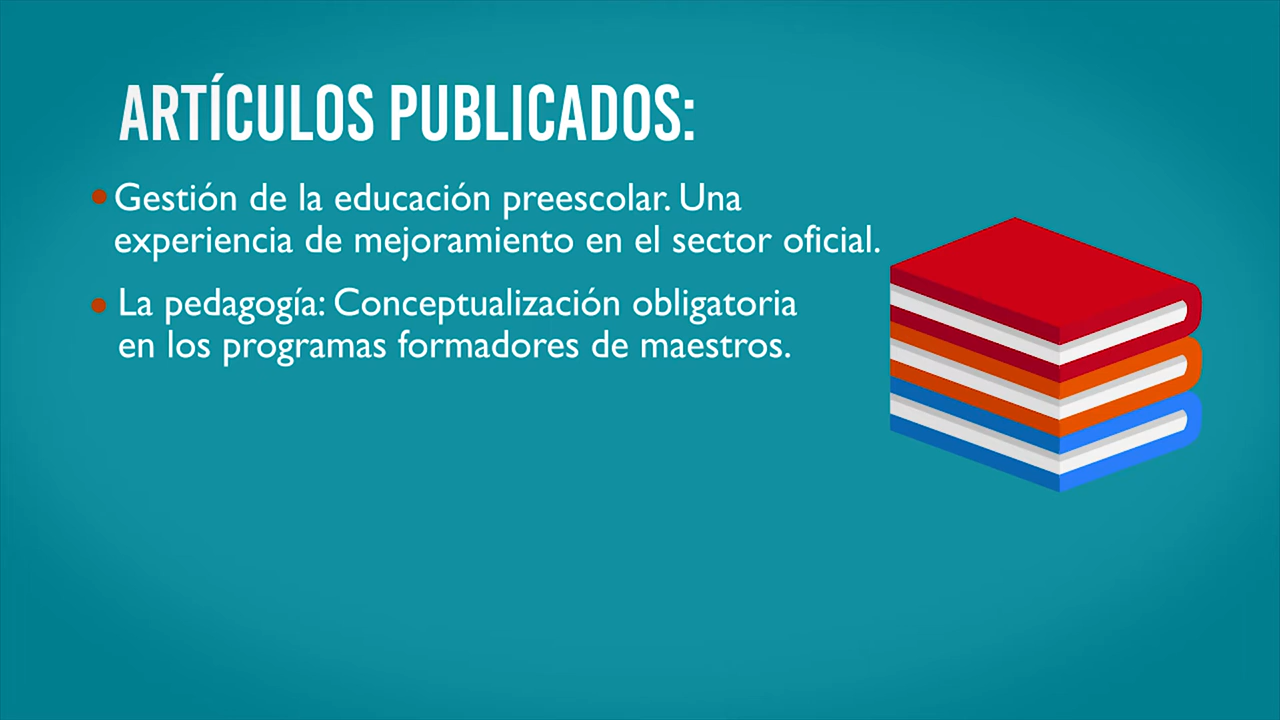 ARTÍCULOS PUBLICADOS:
Gestión de la educación preescolar. Una
experiencia de mejoramiento en el sector oficial.
La pedagogía: Conceptualización obligatoria
en los programas formadores de maestros.